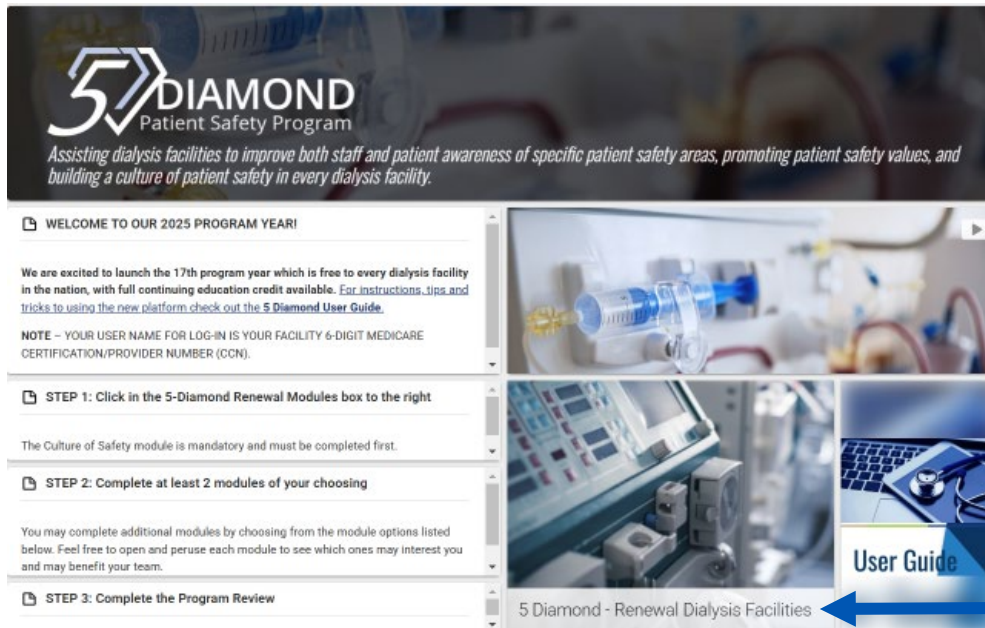 5 DIAMOND
Patient Safety Program
Assisting dialysis facilities to improve both staff and patient awareness of specific patient safety areas, promoting patient safety values, and
building a culture of patient safety in every dialysis facility.
WELCOME TO OUR 2025 PROGRAM YEAR!
We are excited to launch the 17th program year which is free to every dialysis facility
in the nation, with full continuing education credit available. For instructions, tips and
tricks to using the new platform check out the 5 Diamond User Guide.
NOTE – YOUR USER NAME FOR LOG-IN IS YOUR FACILITY 6-DIGIT MEDICARE
CERTIFICATION/PROVIDER NUMBER (CCN).
STEP 1: Click in the 5-Diamond Renewal Modules box to the right
The Culture of Safety module is mandatory and must be completed first.
STEP 2: Complete at least 2 modules of your choosing
You may complete additional modules by choosing from the module options listed
below. Feel free to open and peruse each module to see which ones may interest you
and may benefit your team.
STEP 3: Complete the Program Review
5 Diamond - Renewal Dialysis Facilities
User Guide